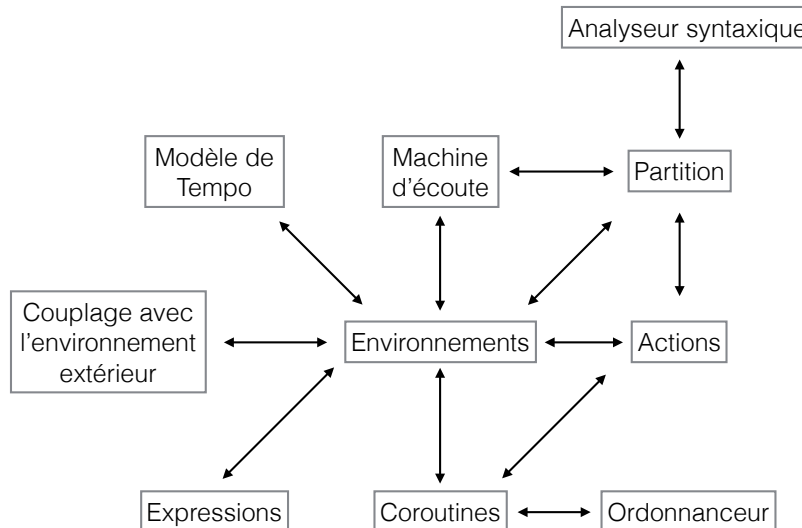 Analyseur syntaxique
Modèle de
Tempo
Machine
d'écoute
Partition
Couplage avec
l'environnement
extérieur
Environnements
Actions
Expressions
Coroutines
Ordonnanceur